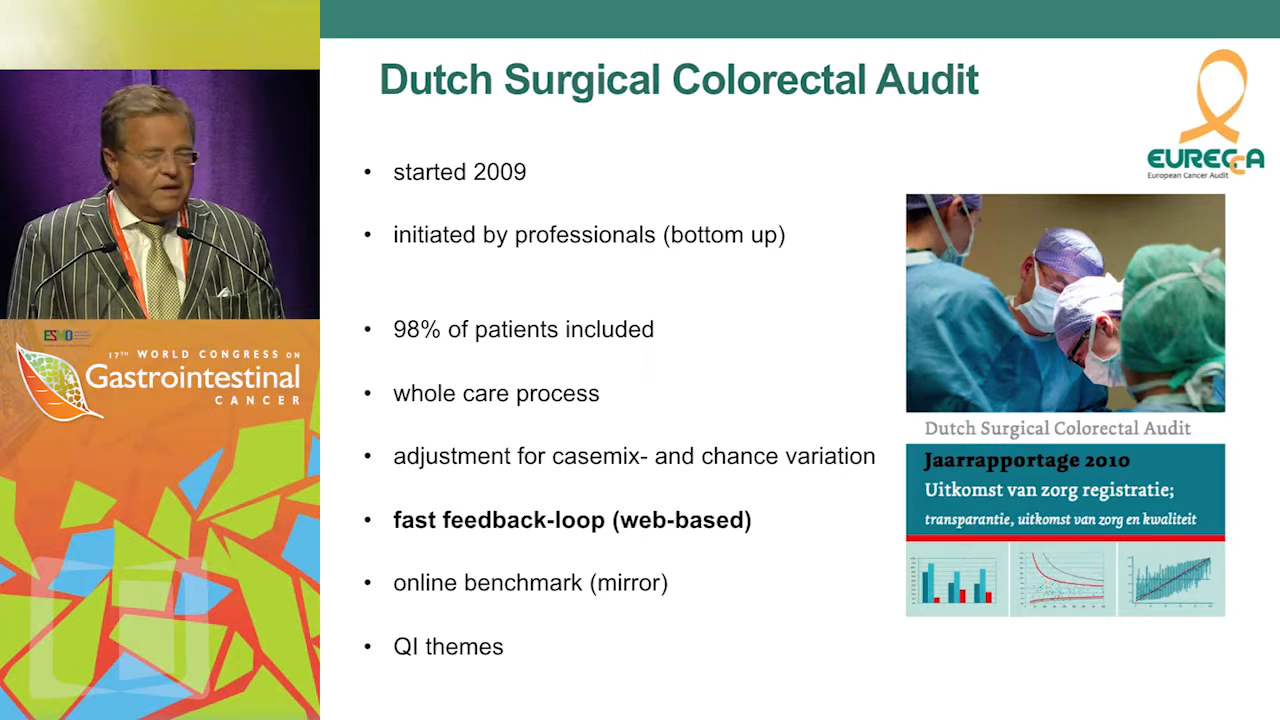 Dutch Surgical Colorectal Audit
EURECCA
European Cancer Audit
• started 2009
• initiated by professionals (bottom up)
• 98% of patients included
• whole care process
• adjustment for casemix- and chance variation
• fast feedback-loop (web-based)
• online benchmark (mirror)
• QI themes
Dutch Surgical Colorectal Audit
Jaarrapportage 2010
Uitkomst van zorg registratie;
transparantie, uitkomst van zorg en kwaliteit
ESMO
17TH WORLD CONGRESS ON
Gastrointestinal
CANCER